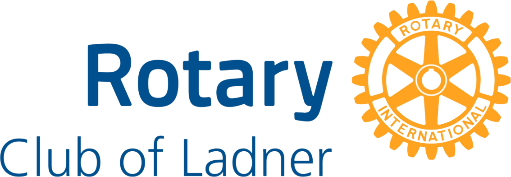 Rotary
Club of Ladner
ROTARY
INTERNATIONAL